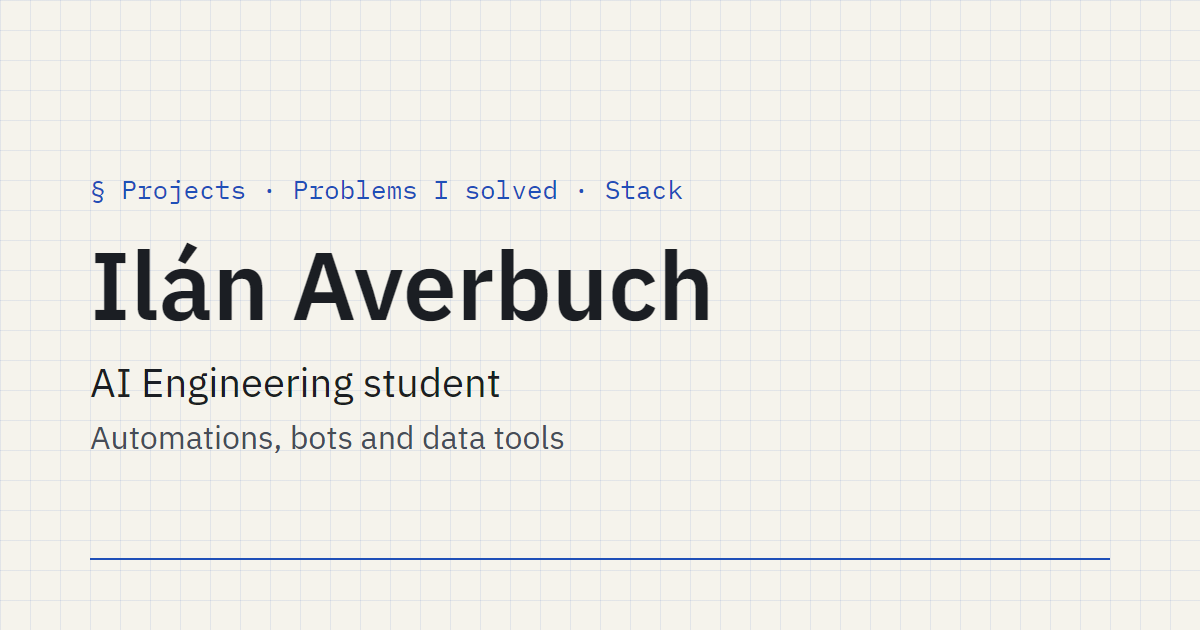 § Projects · Problems I solved · Stack
Ilán Averbuch
AI Engineering student
Automations, bots and data tools